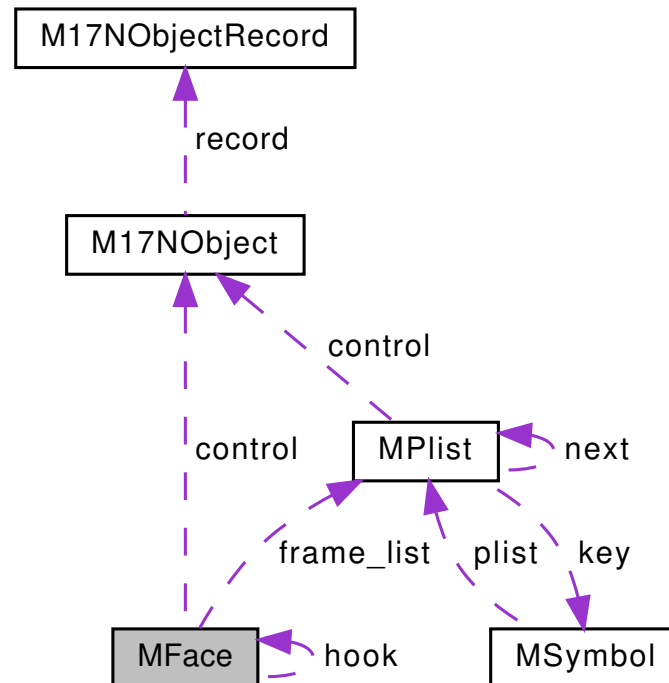 M17NObjectRecord
record
M17NObject
control
control
MPlist
next
frame_list
plist
key
MFace
hook
MSymbol